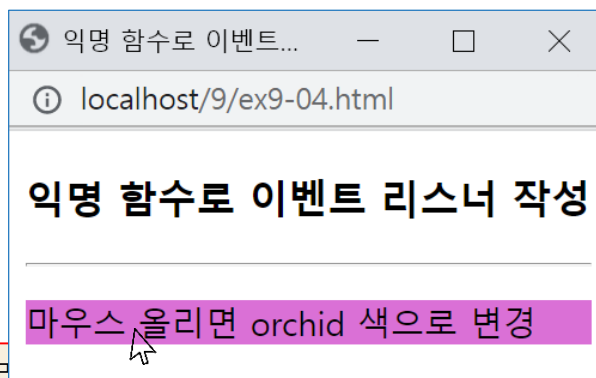 익명 함수로 이벤트...
localhost/9/ex9-04.html
익명 함수로 이벤트 리스너 작성
마우스 올리면 orchid 색으로 변경